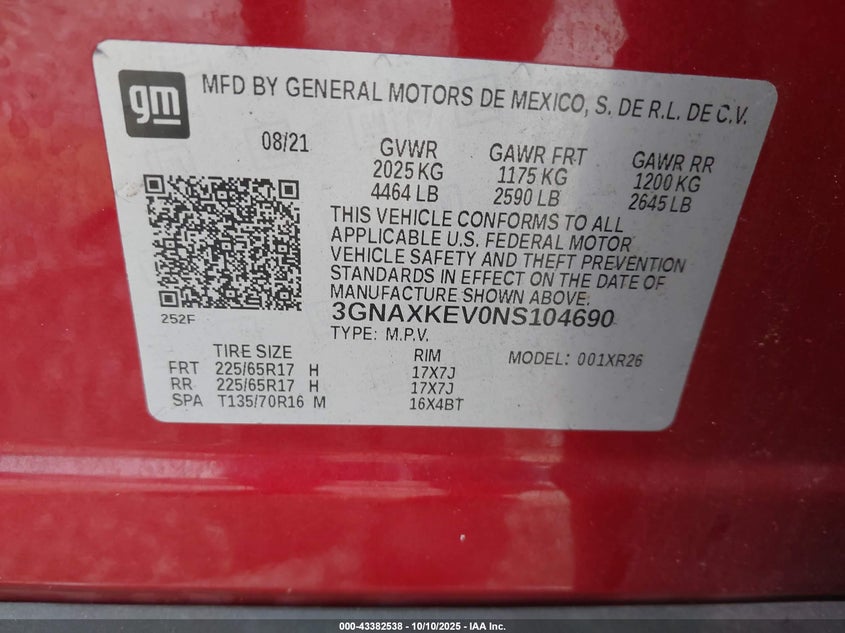 gm
MFD BY GENERAL MOTORS DE MEXICO, S. DE R.L. DE C.V.
08/21 GVWR GAWR FRT GAWR RR
2025 KG 1175 KG 1200 KG
4464 LB 2590 LB 2645 LB
THIS VEHICLE CONFORMS TO ALL
APPLICABLE U.S. FEDERAL MOTOR
VEHICLE SAFETY AND THEFT PREVENTION
STANDARDS IN EFFECT ON THE DATE OF
MANUFACTURE SHOWN ABOVE.
252F
3GNAXKEV0NS104690
TYPE: M.P.V.
TIRE SIZE RIM MODEL: 001XR26
FRT 225/65R17 H 17X7J
RR 225/65R17 H 17X7J
SPA T135/70R16 M 16X4BT
000-43382538 - 10/10/2025 - IAA Inc.